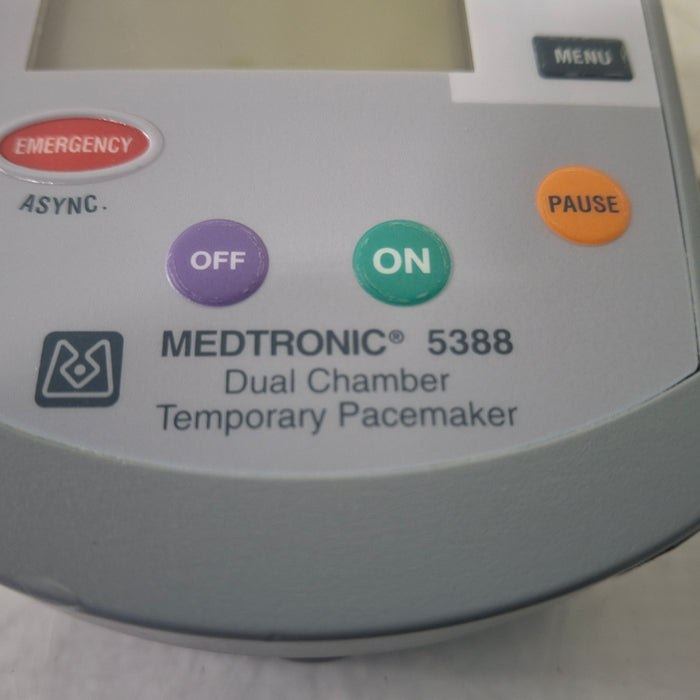 MENU
EMERGENCY
ASYNC.
PAUSE
OFF
ON
MEDTRONIC® 5388
Dual Chamber
Temporary Pacemaker